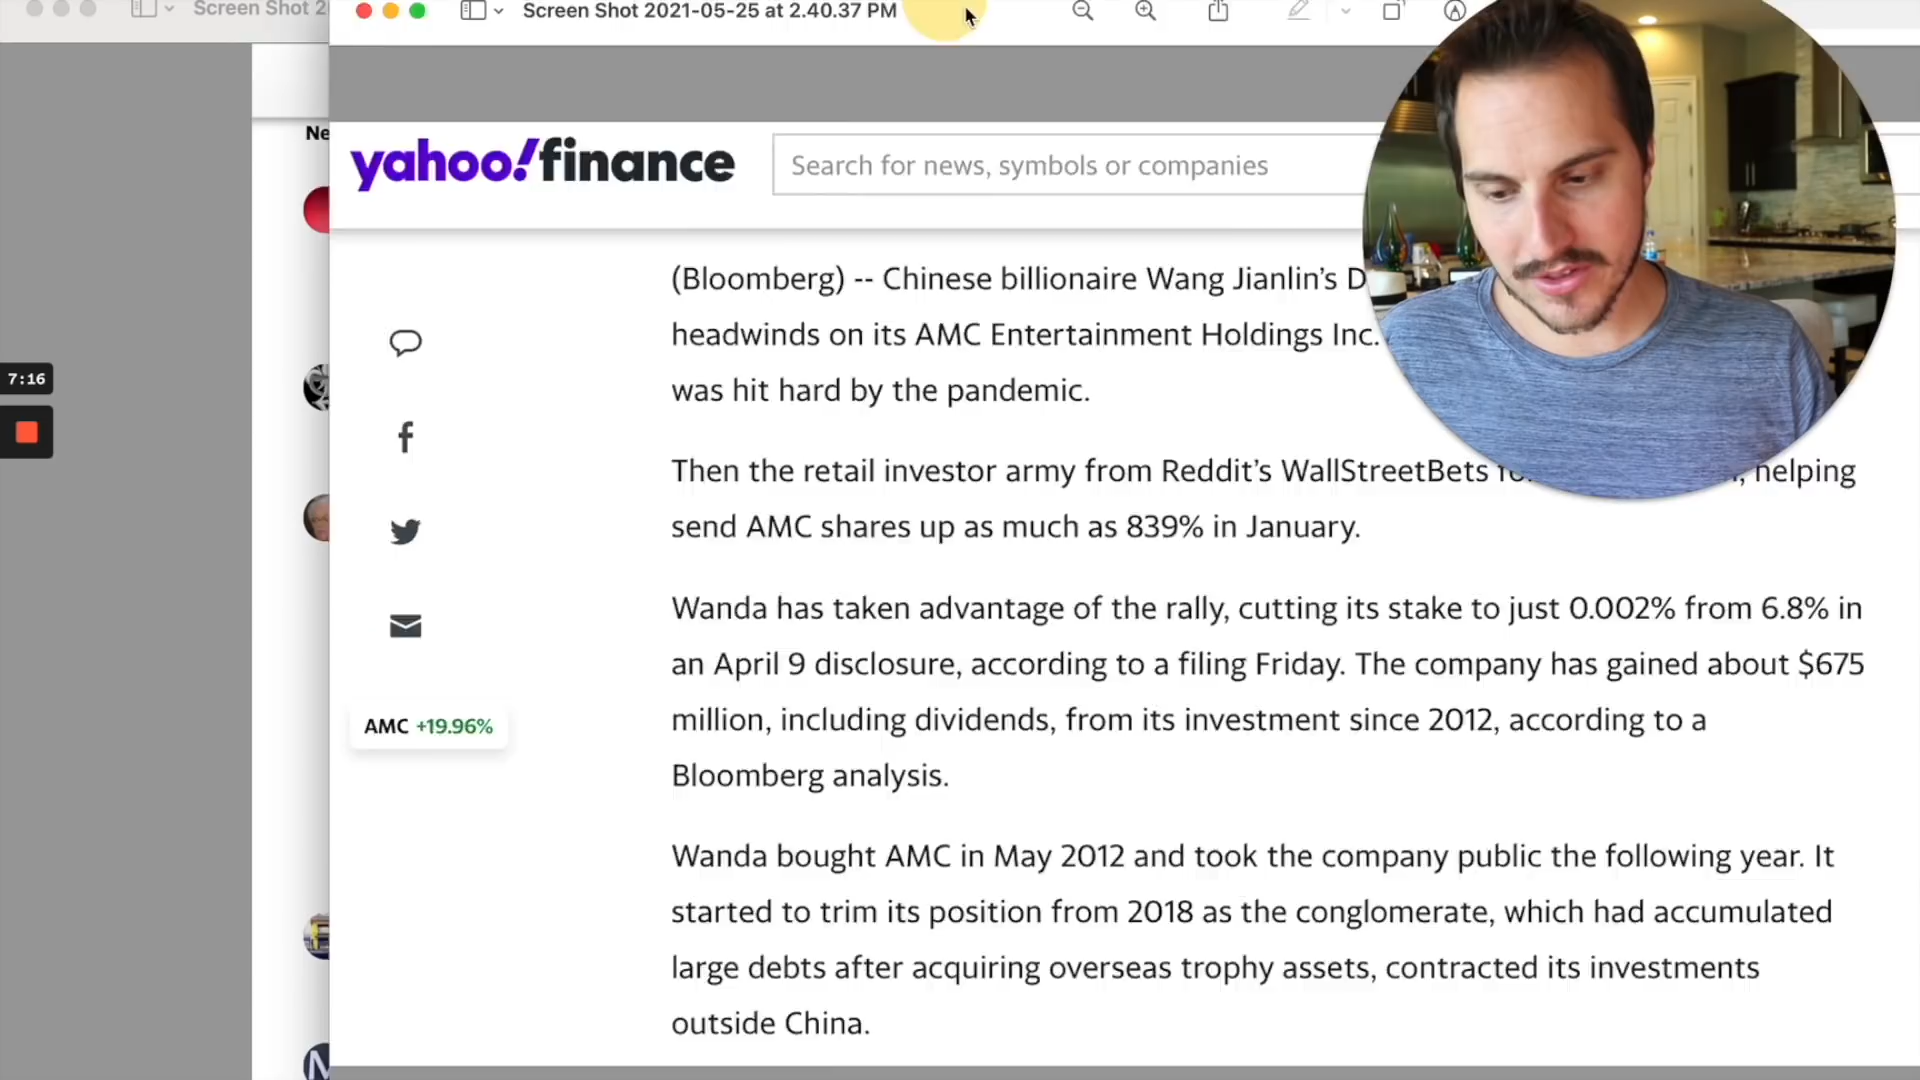 Screen Shot 2
Screen Shot 2021-05-25 at 2.40.37 PM
Ne
yahoo!finance
Search for news, symbols or companies
(Bloomberg) -- Chinese billionaire Wang Jianlin’s D
headwinds on its AMC Entertainment Holdings Inc.
7:16
was hit hard by the pandemic.
Then the retail investor army from Reddit’s WallStreetBets , helping
send AMC shares up as much as 839% in January.
Wanda has taken advantage of the rally, cutting its stake to just 0.002% from 6.8% in
an April 9 disclosure, according to a filing Friday. The company has gained about $675
AMC +19.96%
million, including dividends, from its investment since 2012, according to a
Bloomberg analysis.
Wanda bought AMC in May 2012 and took the company public the following year. It
started to trim its position from 2018 as the conglomerate, which had accumulated
large debts after acquiring overseas trophy assets, contracted its investments
outside China.
M